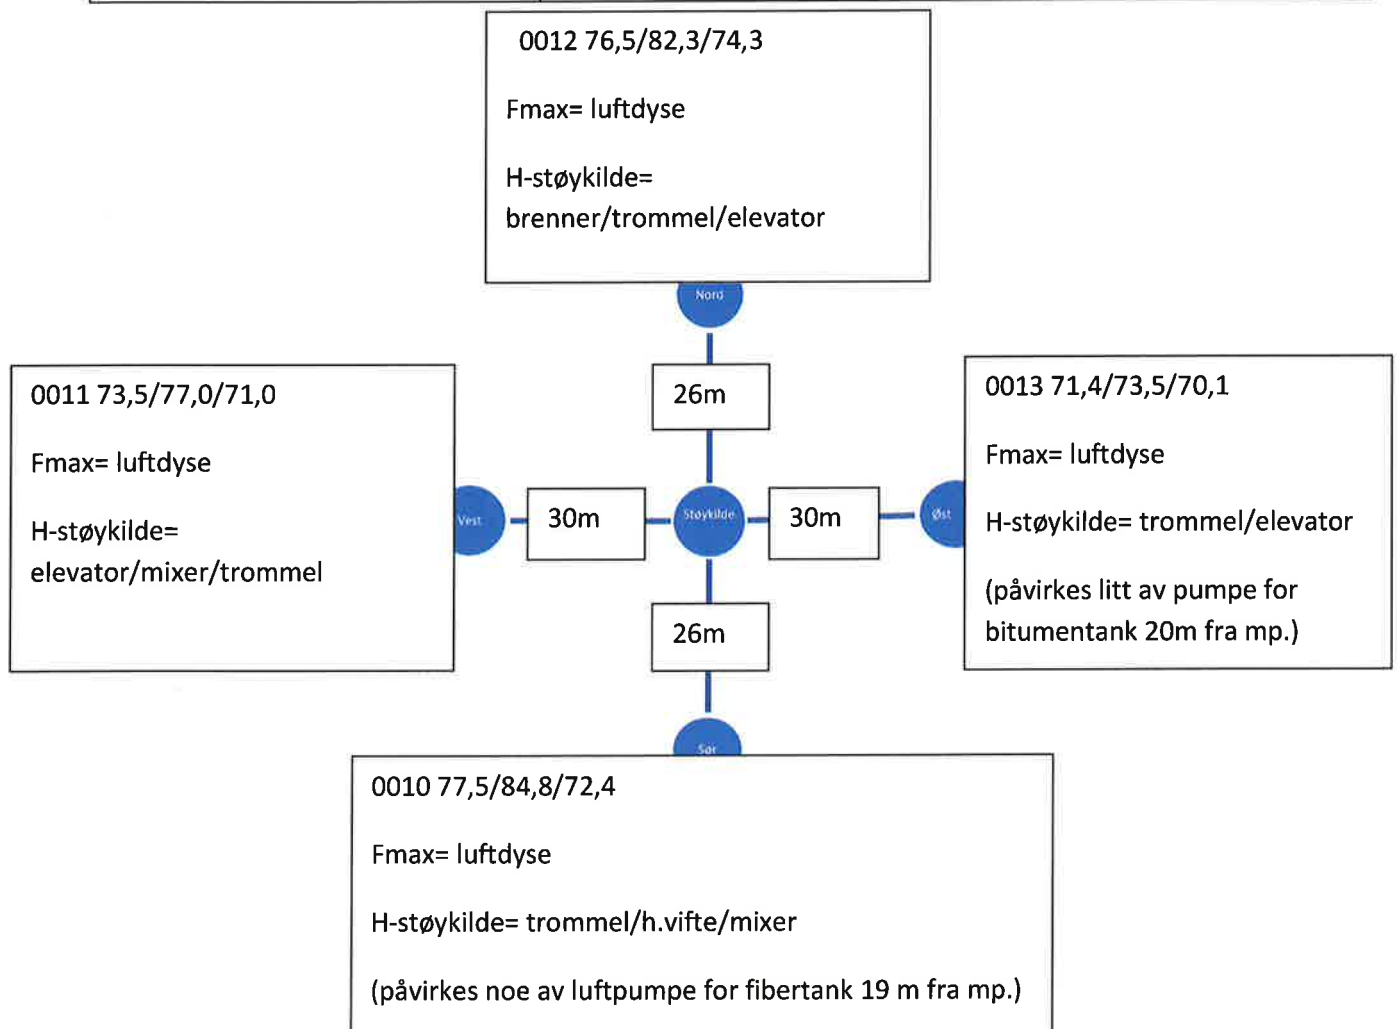 0012 76,5/82,3/74,3
Fmax= luftdyse
H-støykilde=
brenner/trommel/elevator
Nord
26m
0011 73,5/77,0/71,0
Fmax= luftdyse
H-støykilde=
elevator/mixer/trommel
Vest
30m
Støykilde
30m
Øst
0013 71,4/73,5/70,1
Fmax= luftdyse
H-støykilde= trommel/elevator
(påvirkes litt av pumpe for
bitumentank 20m fra mp.)
26m
Sør
0010 77,5/84,8/72,4
Fmax= luftdyse
H-støykilde= trommel/h.vifte/mixer
(påvirkes noe av luftpumpe for fibertank 19 m fra mp.)